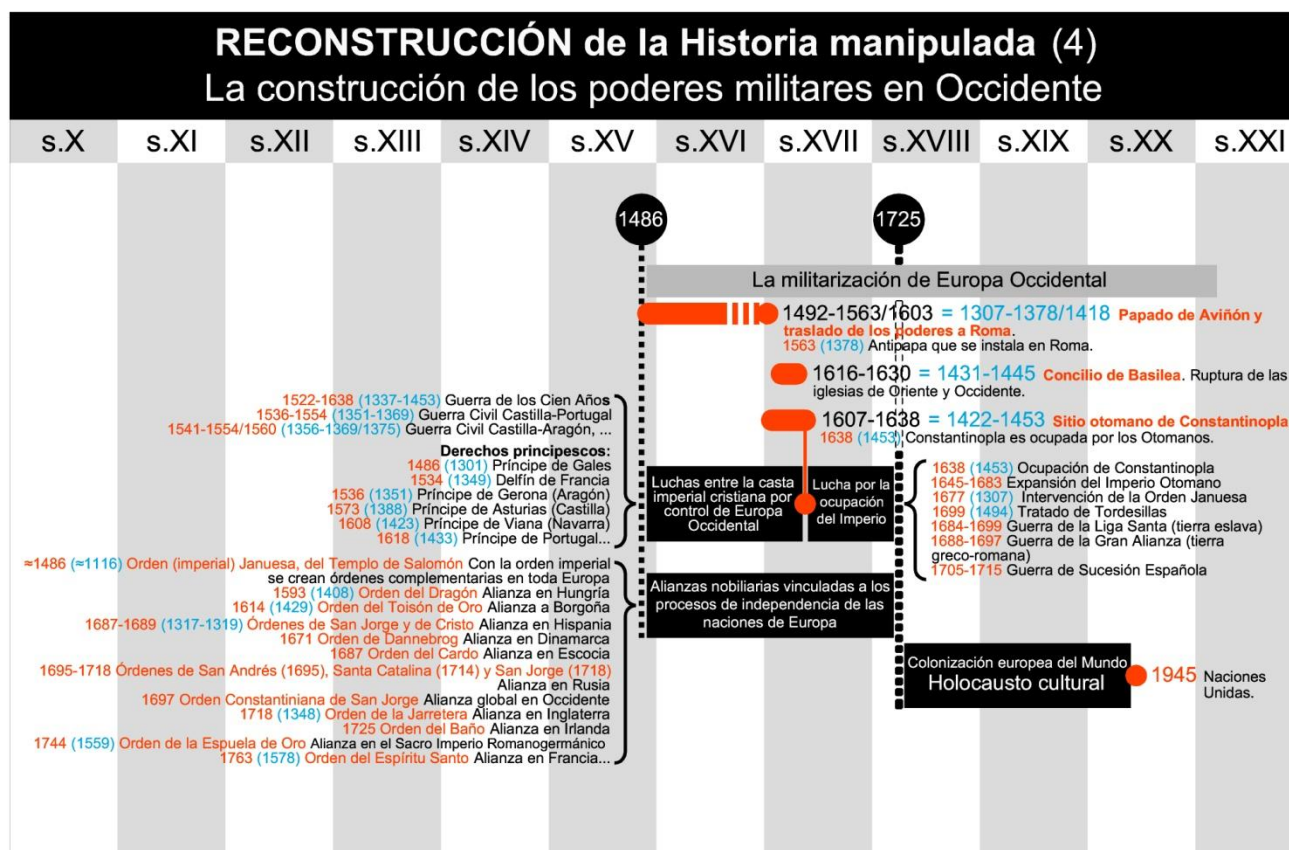 RECONSTRUCCIÓN de la Historia manipulada (4)
La construcción de los poderes militares en Occidente
s.X s.XI s.XII s.XIII s.XIV s.XV s.XVI s.XVII s.XVIII s.XIX s.XX s.XXI
1486
1725
La militarización de Europa Occidental
1492-1563/1603 = 1307-1378/1418 Papado de Aviñón y
traslado de los poderes a Roma.
1563 (1378) Antipapa que se instala en Roma.
1616-1630 = 1431-1445 Concilio de Basilea. Ruptura de las
iglesias de Oriente y Occidente.
1607-1638 = 1422-1453 Sitio otomano de Constantinopla
1638 (1453) Constantinopla es ocupada por los Otomanos.
1522-1638 (1337-1453) Guerra de los Cien Años
1536-1554 (1351-1369) Guerra Civil Castilla-Portugal
1541-1554/1560 (1356-1369/1375) Guerra Civil Castilla-Aragón, ...
Derechos principescos:
1486 (1301) Príncipe de Gales
1534 (1349) Delfín de Francia
1536 (1351) Príncipe de Gerona (Aragón)
1573 (1388) Príncipe de Asturias (Castilla)
1608 (1423) Príncipe de Viana (Navarra)
1618 (1433) Príncipe de Portugal...
Luchas entre la casta
imperial cristiana por
control de Europa
Occidental
Lucha por la
ocupación
del Imperio
1638 (1453) Ocupación de Constantinopla
1645-1683 Expansión del Imperio Otomano
1677 (1307) Intervención de la Orden Januesa
1699 (1494) Tratado de Tordesillas
1684-1699 Guerra de la Liga Santa (tierra eslava)
1688-1697 Guerra de la Gran Alianza (tierra
greco-romana)
1705-1715 Guerra de Sucesión Española
≈1486 (≈1116) Orden (imperial) Januesa, del Templo de Salomón Con la orden imperial
se crean órdenes complementarias en toda Europa
1593 (1408) Orden del Dragón Alianza en Hungría
1614 (1429) Orden del Toisón de Oro Alianza a Borgoña
1687-1689 (1317-1319) Órdenes de San Jorge y de Cristo Alianza en Hispania
1671 Orden de Dannebrog Alianza en Dinamarca
1687 Orden del Cardo Alianza en Escocia
1695-1718 Órdenes de San Andrés (1695), Santa Catalina (1714) y San Jorge (1718)
Alianza en Rusia
1697 Orden Constantiniana de San Jorge Alianza global en Occidente
1718 (1348) Orden de la Jarretera Alianza en Inglaterra
1725 Orden del Baño Alianza en Irlanda
1744 (1559) Orden de la Espuela de Oro Alianza en el Sacro Imperio Romanogermánico
1763 (1578) Orden del Espíritu Santo Alianza en Francia...
Alianzas nobiliarias vinculadas a los
procesos de independencia de las
naciones de Europa
Colonización europea del Mundo
Holocausto cultural
1945 Naciones
Unidas.